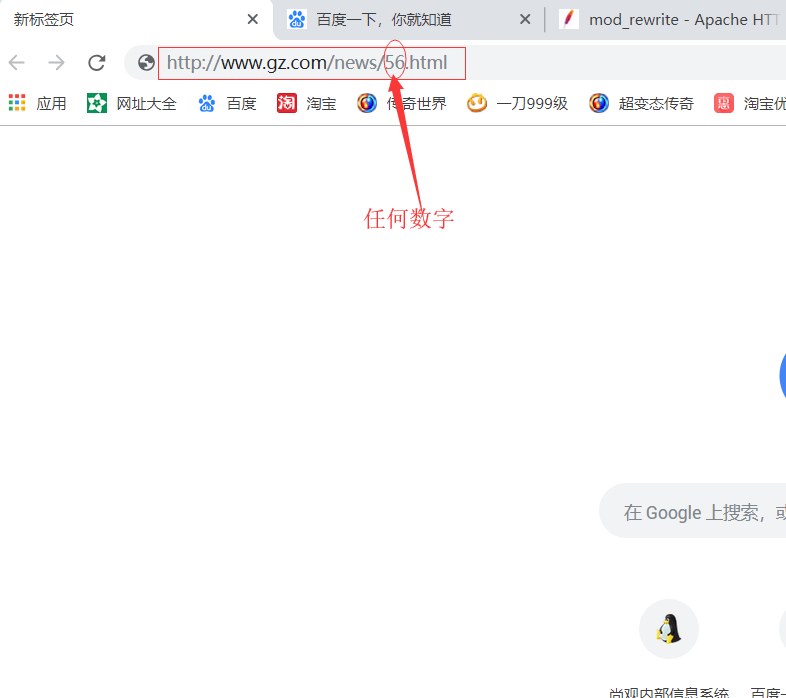 新标签页
百度一下，你就知道
mod_rewrite - Apache HTT
http://www.gz.com/news/56.html
应用
网址大全
百度
淘宝
传奇世界
一刀999级
超变态传奇
淘宝优
任何数字
在 Google 上搜索，或
尚观内部信息系统
百度一